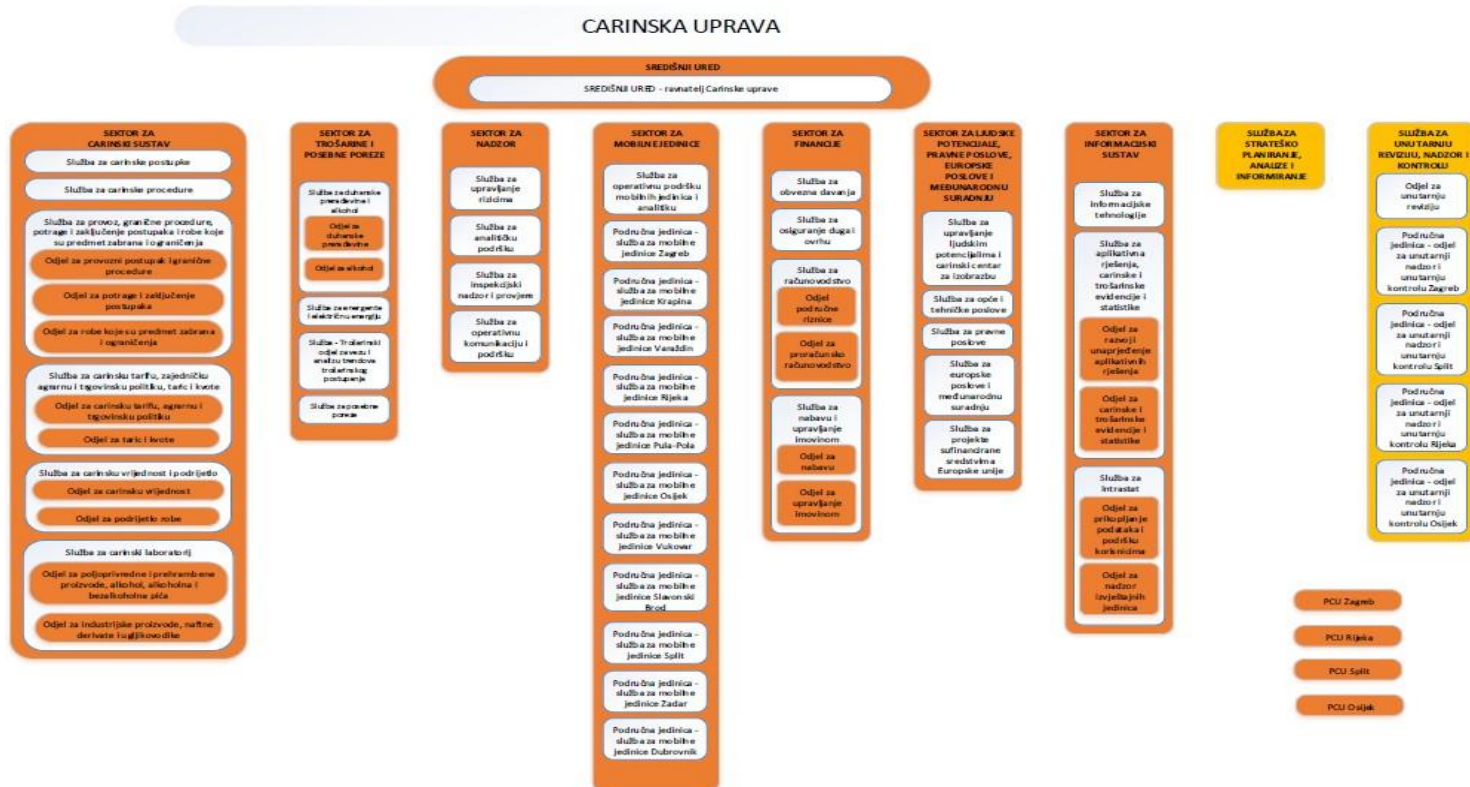 CARINSKA UPRAVA
SREDIŠNJI URED
SREDIŠNJI URED - ravnatelj Carinske uprave
SEKTOR ZA
CARINSKI SUSTAV
Služba za carinske postupke
Služba za carinske procedure
Služba za provoz, granične procedure,
potrage i zaključenje postupaka i robe koje
su predmet zabrana i ograničenja
Odjel za provozni postupak i granične
procedure
Odjel za potrage i zaključenje
postupaka
Odjel za robe koje su predmet zabrana
i ograničenja
Služba za carinsku tarifu, zajedničku
agrarnu i trgovinsku politiku, taric i kvote
Odjel za carinsku tarifu, agrarnu i
trgovinsku politiku
Odjel za taric i kvote
Služba za carinsku vrijednost i podrijetlo
Odjel za carinsku vrijednost
Odjel za podrijetlo robe
Služba za carinski laboratorij
Odjel za poljoprivredne i prehrambene
proizvode, alkohol, alkoholna i
bezalkoholna pića
Odjel za industrijske proizvode, naftne
derivate i ugljikovodike
SEKTOR ZA
TROŠARINE I
POSEBNE POREZE
Služba za duhanske
prerađevine i
alkohol
Odjel za
duhanske
prerađevine
Odjel za alkohol
Služba za energente
i električnu energiju
Služba - Trošarinski
odjel za vezu i
analizu trendova
trošarinskog
postupanja
Služba za posebne
poreze
SEKTOR ZA
NADZOR
Služba za
upravljanje
rizicima
Služba za
analitičku
podršku
Služba za
inspekcijski
nadzor i provjere
Služba za
operativnu
komunikaciju i
podršku
SEKTOR ZA
MOBILNE JEDINICE
Služba za
operativnu podršku
mobilnih jedinica i
analitiku
Područna jedinica -
služba za mobilne
jedinice Zagreb
Područna jedinica -
služba za mobilne
jedinice Krapina
Područna jedinica -
služba za mobilne
jedinice Varaždin
Područna jedinica -
služba za mobilne
jedinice Rijeka
Područna jedinica -
služba za mobilne
jedinice Pula-Pola
Područna jedinica -
služba za mobilne
jedinice Osijek
Područna jedinica -
služba za mobilne
jedinice Vukovar
Područna jedinica -
služba za mobilne
jedinice Slavonski
Brod
Područna jedinica -
služba za mobilne
jedinice Split
Područna jedinica -
služba za mobilne
jedinice Zadar
Područna jedinica -
služba za mobilne
jedinice Dubrovnik
SEKTOR ZA
FINANCIJE
Služba za
obvezna davanja
Služba za
osiguranje duga i
ovrhu
Služba za
računovodstvo
Odjel
područne
riznice
Odjel za
proračunsko
računovodstvo
Služba za
nabavu i
upravljanje
imovinom
Odjel za
nabavu
Odjel za
upravljanje
imovinom
SEKTOR ZA LJUDSKE
POTENCIJALE,
PRAVNE POSLOVE,
EUROPSKE
POSLOVE I
MEĐUNARODNU
SURADNJU
Služba za
upravljanje
ljudskim
potencijalima i
carinski centar
za izobrazbu
Služba za opće i
tehničke poslove
Služba za pravne
poslove
Služba za
europske
poslove i
međunarodnu
suradnju
Služba za
projekte
sufinancirane
sredstvima
Europske unije
SEKTOR ZA
INFORMACIJSKI
SUSTAV
Služba za
informacijske
tehnologije
Služba za
aplikativna
rješenja,
carinske i
trošarinske
evidencije i
statistike
Odjel za
razvoj i
unaprjeđenje
aplikativnih
rješenja
Odjel za
carinske i
trošarinske
evidencije i
statistike
Služba za
Intrastat
Odjel za
prikupljanje
podataka i
podršku
korisnicima
Odjel za
nadzor
izvještajnih
jedinica
SLUŽBA ZA
STRATEŠKO
PLANIRANJE,
ANALIZE I
INFORMIRANJE
SLUŽBA ZA
UNUTARNJU
REVIZIJU, NADZOR I
KONTROLU
Odjel za
unutarnju
reviziju
Područna
jedinica - odjel
za unutarnji
nadzor i
unutarnju
kontrolu Zagreb
Područna
jedinica - odjel
za unutarnji
nadzor i
unutarnju
kontrolu Split
Područna
jedinica - odjel
za unutarnji
nadzor i
unutarnju
kontrolu Rijeka
Područna
jedinica - odjel
za unutarnji
nadzor i
unutarnju
kontrolu Osijek
PCU Zagreb
PCU Rijeka
PCU Split
PCU Osijek